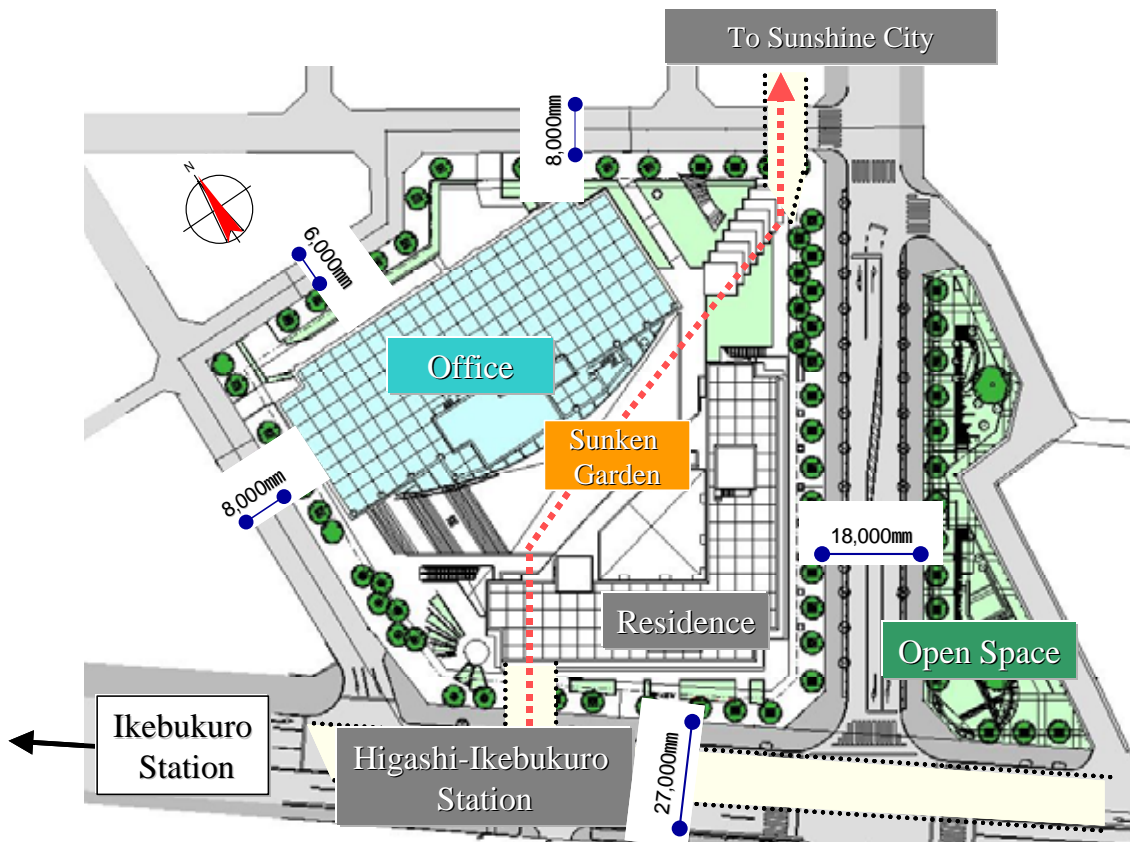 To Sunshine City
8,000mm
N
6,000mm
Office
Sunken
Garden
8,000mm
18,000mm
Residence
Open Space
Ikebukuro
Station
Higashi-Ikebukuro
Station
27,000mm